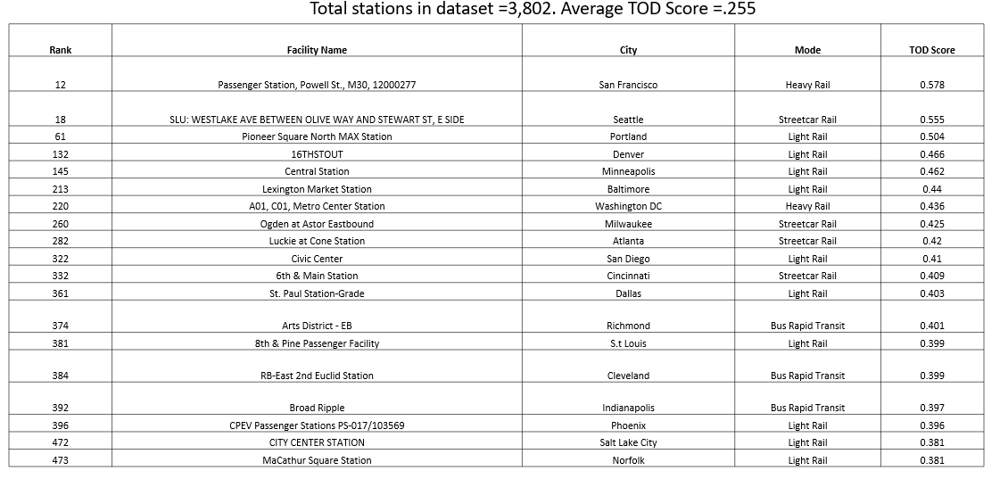 Total stations in dataset =3,802. Average TOD Score =.255
Rank Facility Name City Mode TOD Score
12 Passenger Station, Powell St., M30, 12000277 San Francisco Heavy Rail 0.578
18 SLU: WESTLAKE AVE BETWEEN OLIVE WAY AND STEWART ST, E SIDE Seattle Streetcar Rail 0.555
61 Pioneer Square North MAX Station Portland Light Rail 0.504
132 16THSTOUT Denver Light Rail 0.466
145 Central Station Minneapolis Light Rail 0.462
213 Lexington Market Station Baltimore Light Rail 0.44
220 A01, C01, Metro Center Station Washington DC Heavy Rail 0.436
260 Ogden at Astor Eastbound Milwaukee Streetcar Rail 0.425
282 Luckie at Cone Station Atlanta Streetcar Rail 0.42
322 Civic Center San Diego Light Rail 0.41
332 6th & Main Station Cincinnati Streetcar Rail 0.409
361 St. Paul Station-Grade Dallas Light Rail 0.403
374 Arts District - EB Richmond Bus Rapid Transit 0.401
381 8th & Pine Passenger Facility S.t Louis Light Rail 0.399
384 RB-East 2nd Euclid Station Cleveland Bus Rapid Transit 0.399
392 Broad Ripple Indianapolis Bus Rapid Transit 0.397
396 CPEV Passenger Stations PS-017/103569 Phoenix Light Rail 0.396
472 CITY CENTER STATION Salt Lake City Light Rail 0.381
473 MaCathur Square Station Norfolk Light Rail 0.381